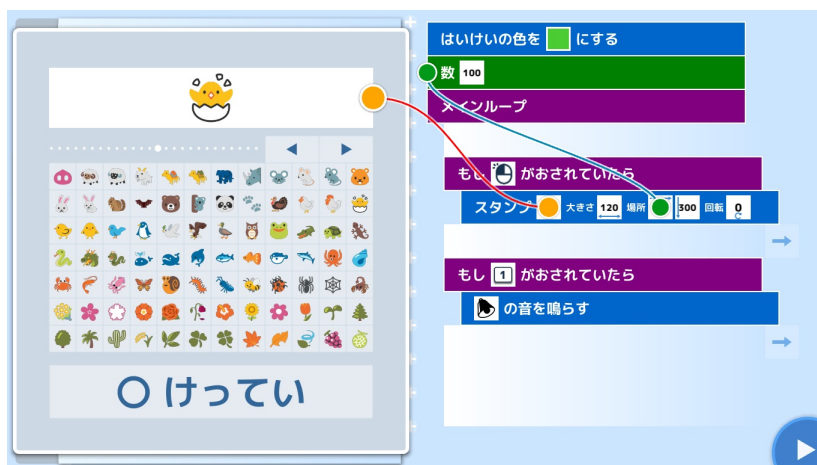 はいけいの色を にする
数 100
メインループ
もし がおされていたら
スタンプ 大きさ 120 場所 300 回転 0
もし 1 がおされていたら
の音を鳴らす
けってい